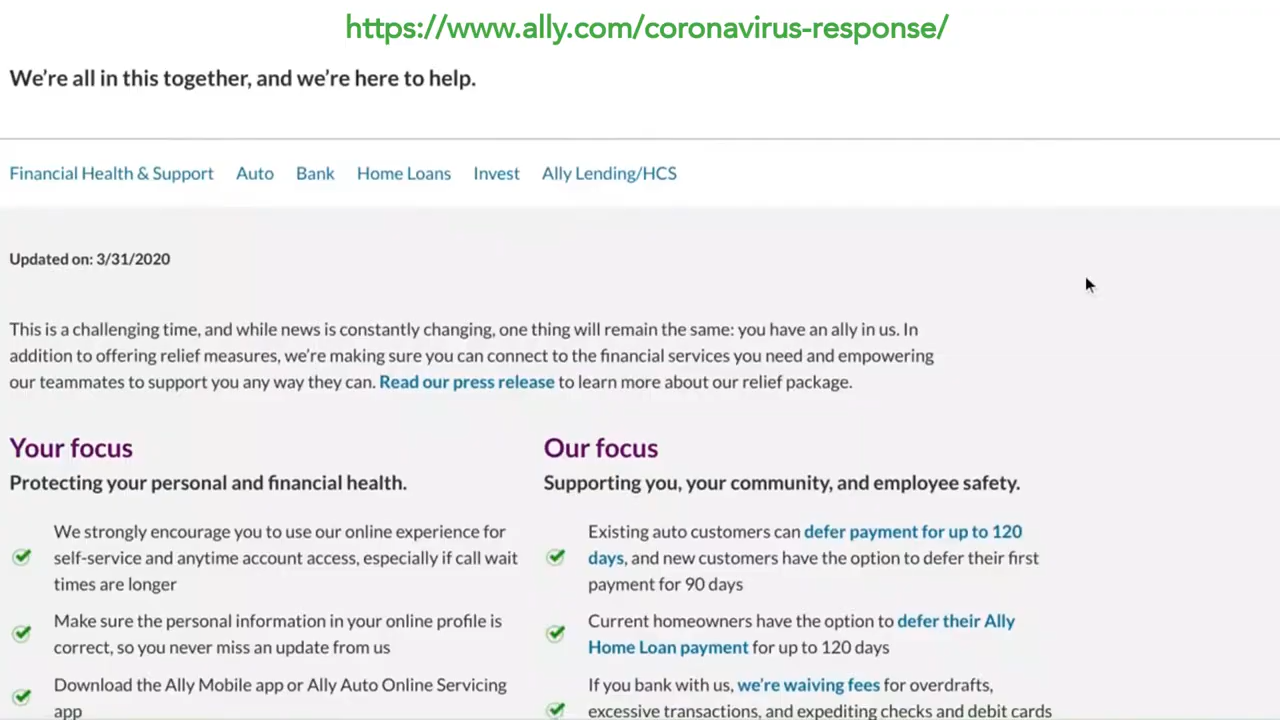 https://www.ally.com/coronavirus-response/
We're all in this together, and we're here to help.
Financial Health & Support Auto Bank Home Loans Invest Ally Lending/HCS
Updated on: 3/31/2020
This is a challenging time, and while news is constantly changing, one thing will remain the same: you have an ally in us. In
addition to offering relief measures, we're making sure you can connect to the financial services you need and empowering
our teammates to support you any way they can. Read our press release to learn more about our relief package.
Your focus
Protecting your personal and financial health.
We strongly encourage you to use our online experience for
self-service and anytime account access, especially if call wait
times are longer
Make sure the personal information in your online profile is
correct, so you never miss an update from us
Download the Ally Mobile app or Ally Auto Online Servicing
app
Our focus
Supporting you, your community, and employee safety.
Existing auto customers can defer payment for up to 120
days, and new customers have the option to defer their first
payment for 90 days
Current homeowners have the option to defer their Ally
Home Loan payment for up to 120 days
If you bank with us, we're waiving fees for overdrafts,
excessive transactions, and expediting checks and debit cards